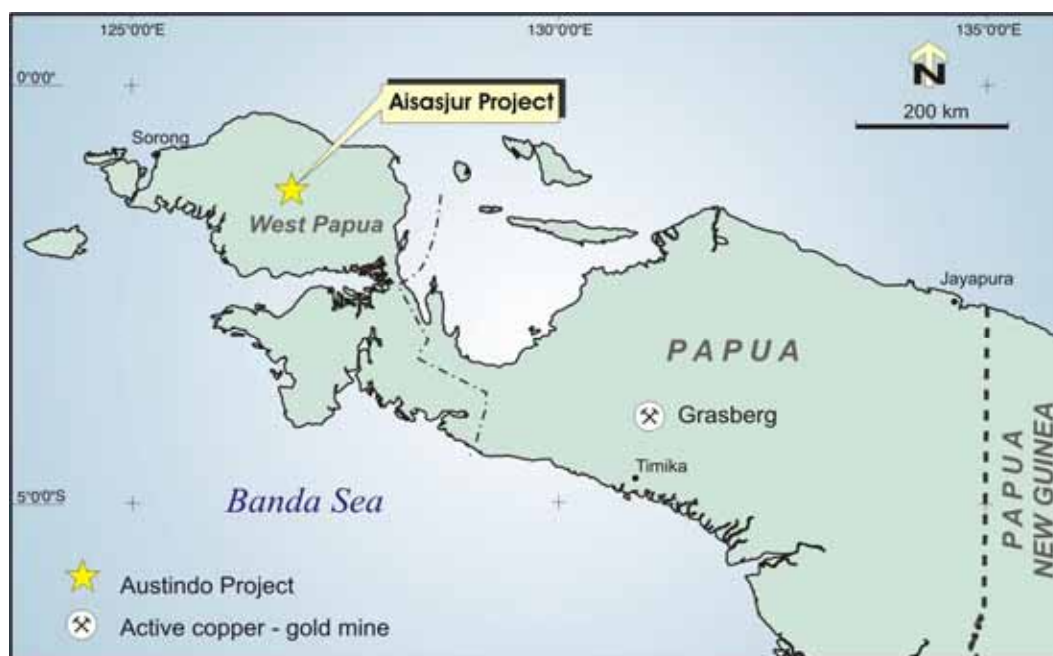 125°0'0"E
130°0'0"E
135°0'0"E
0°0'0"
Aisasjur Project
N
200 km
Sorong
West Papua
Jayapura
PAPUA
Grasberg
Timika
PAPUA
NEW GUINEA
5°0'0"S
Banda Sea
Austindo Project
Active copper - gold mine